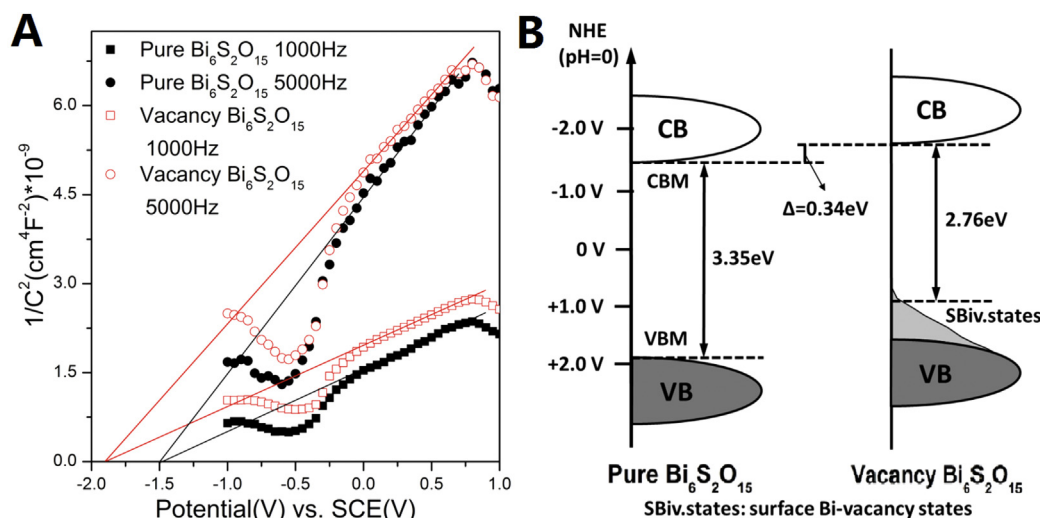 A
Pure Bi₆S₂O₁₅ 1000Hz
Pure Bi₆S₂O₁₅ 5000Hz
Vacancy Bi₆S₂O₁₅
1000Hz
Vacancy Bi₆S₂O₁₅
5000Hz
1/C²(cm⁴F⁻²)*10⁻⁹
6.0
4.5
3.0
1.5
0.0
-2.0 -1.5 -1.0 -0.5 0.0 0.5 1.0
Potential(V) vs. SCE(V)
B
NHE
(pH=0)
-2.0 V
-1.0 V
0 V
+1.0 V
+2.0 V
CB
CBM
3.35eV
VBM
VB
Δ=0.34eV
CB
2.76eV
SBiv.states
VB
Pure Bi₆S₂O₁₅
Vacancy Bi₆S₂O₁₅
SBiv.states: surface Bi-vacancy states